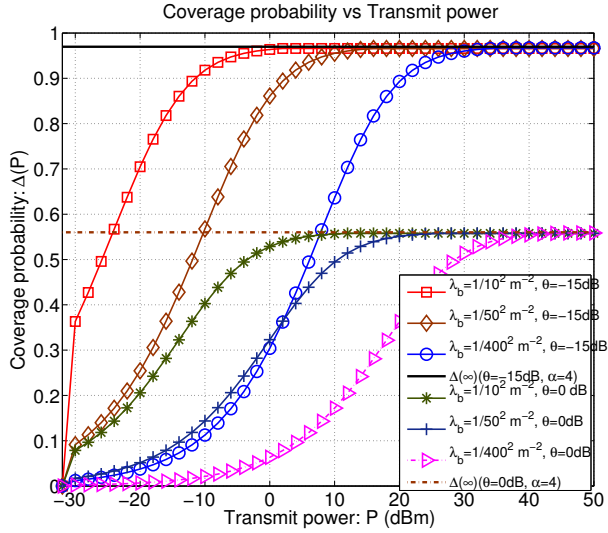 Coverage probability vs Transmit power
Coverage probability: Δ(P)
1
0.9
0.8
0.7
0.6
0.5
0.4
0.3
0.2
0.1
0
−30 −20 −10 0 10 20 30 40 50
Transmit power: P (dBm)
λb=1/10² m⁻², θ=−15dB
λb=1/50² m⁻², θ=−15dB
λb=1/400² m⁻², θ=−15dB
Δ(∞)(θ=−15dB, α=4)
λb=1/10² m⁻², θ=0 dB
λb=1/50² m⁻², θ=0dB
λb=1/400² m⁻², θ=0dB
Δ(∞)(θ=0dB, α=4)